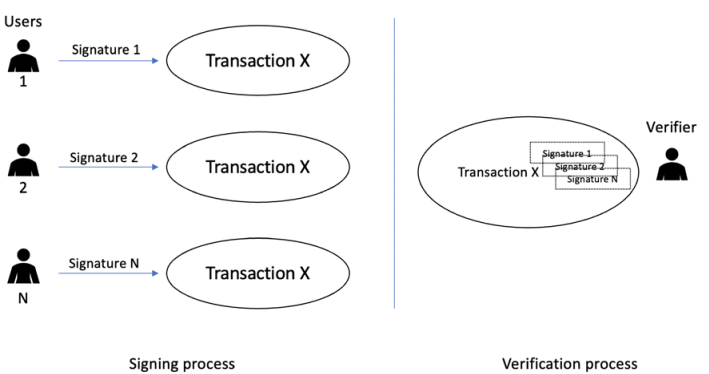 Users
Signature 1
Transaction X
1
Signature 2
Transaction X
2
Signature N
Transaction X
N
Signing process
Verifier
Signature 1
Signature 2
Transaction X
Signature N
Verification process